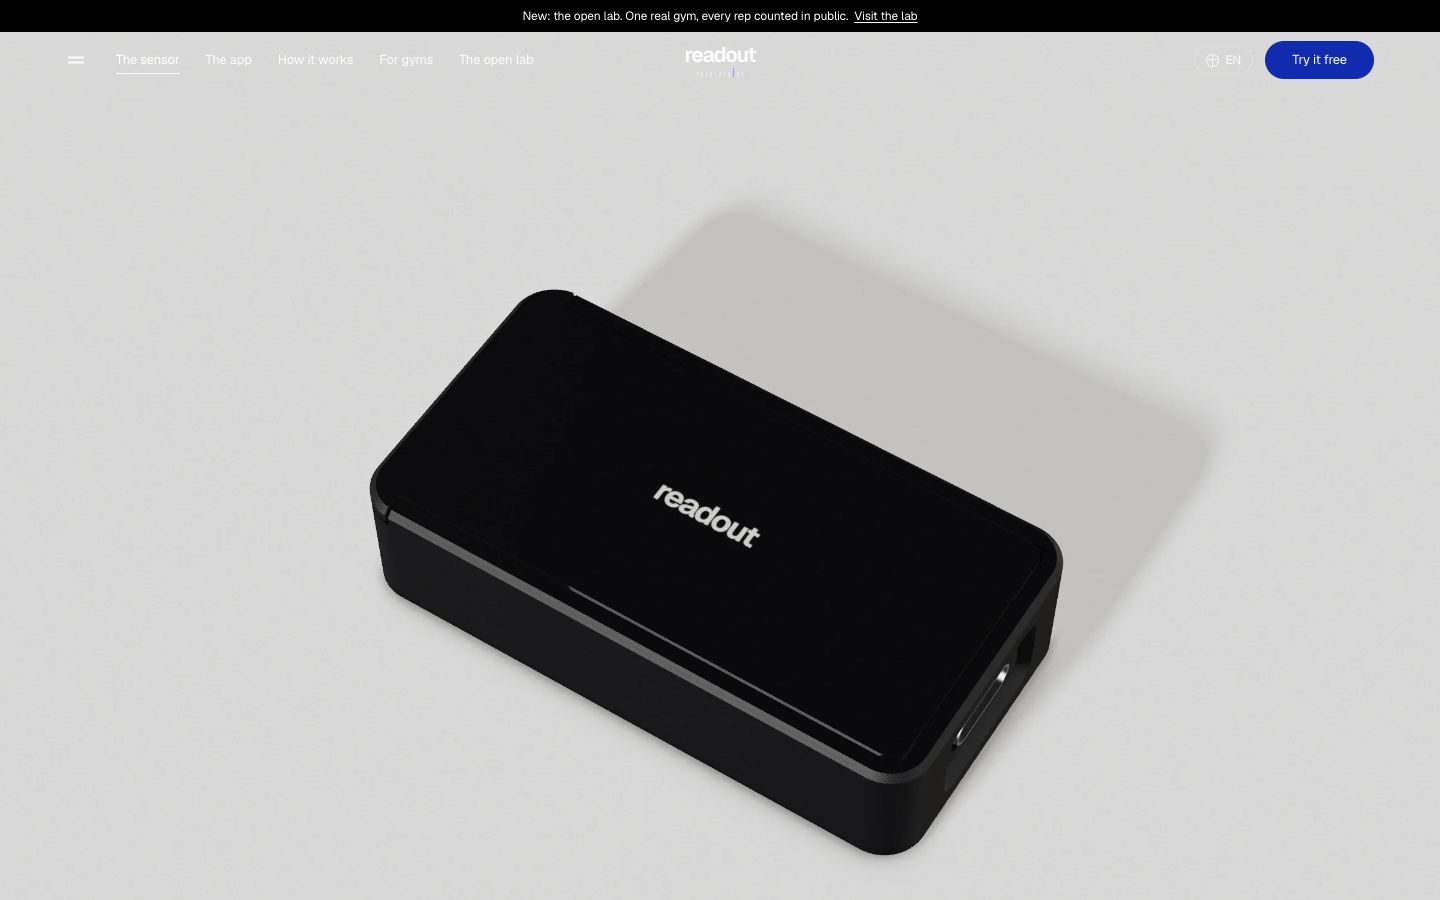 New: the open lab. One real gym, every rep counted in public. Visit the lab
The sensor
The app
How it works
For gyms
The open lab
readout
EN
Try it free
readout